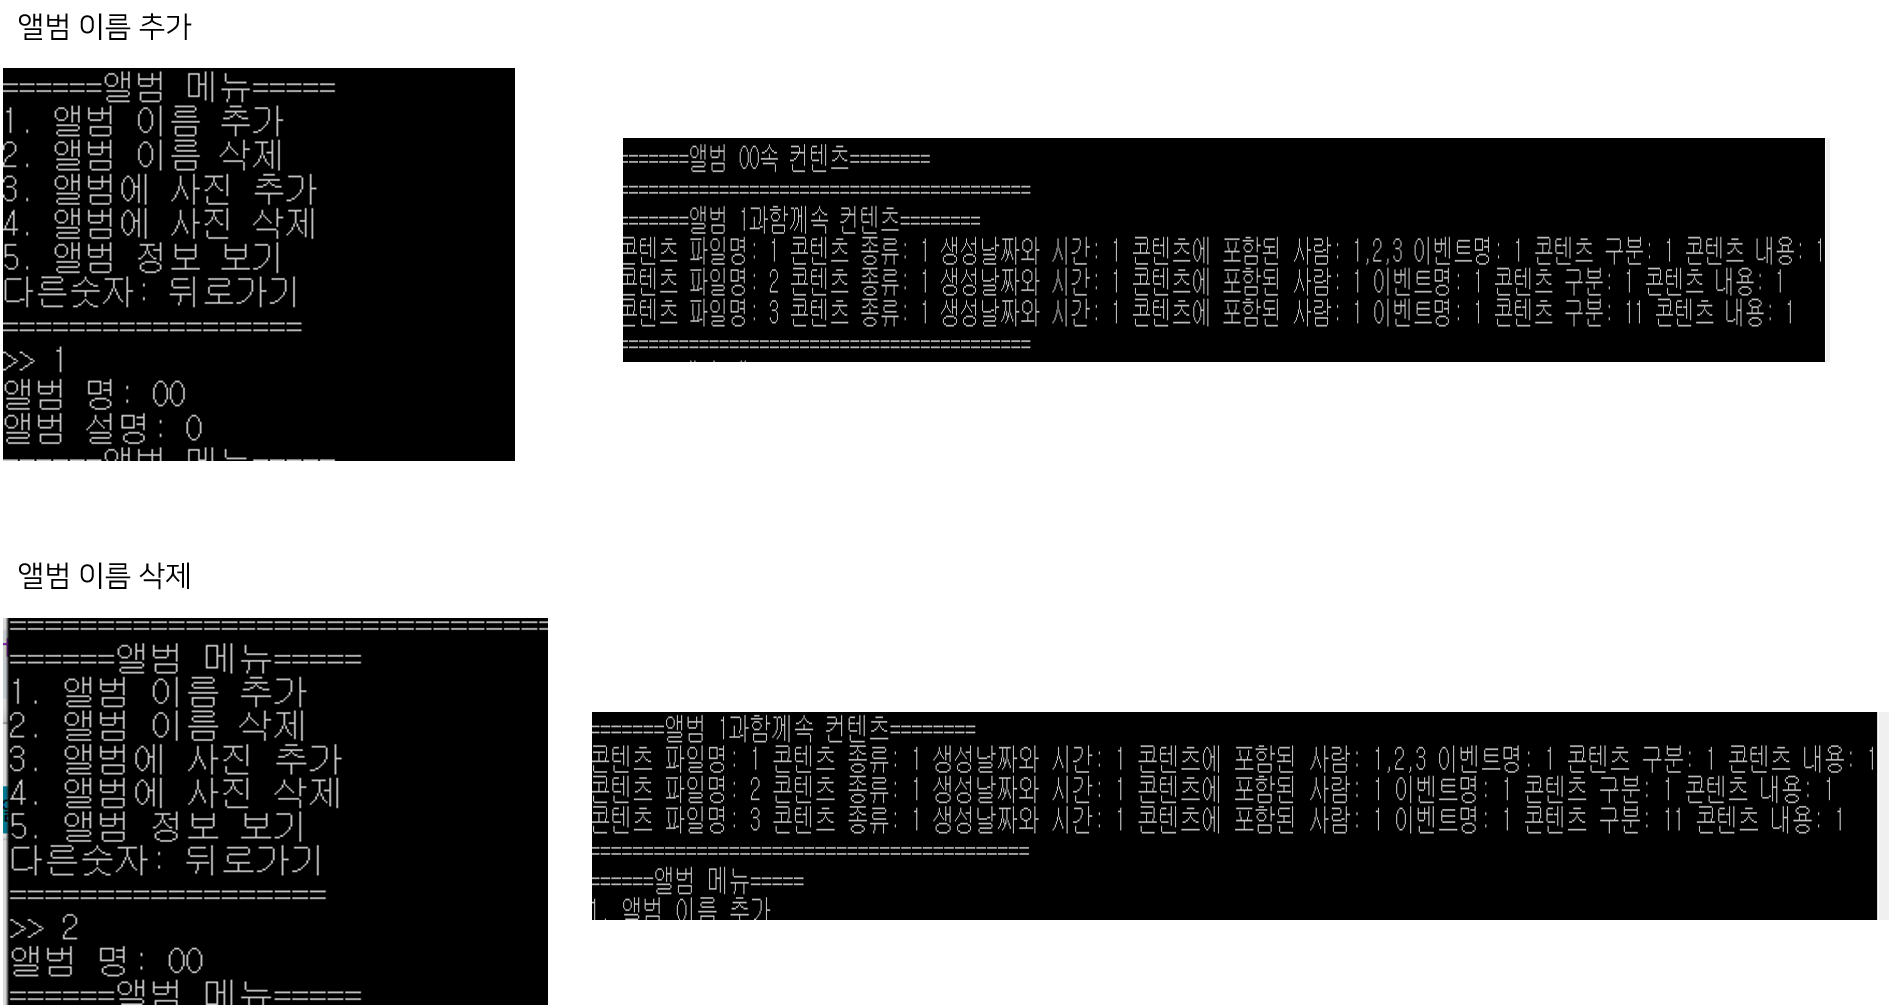 앨범 이름 추가
======앨범 메뉴=====
1. 앨범 이름 추가
2. 앨범 이름 삭제
3. 앨범에 사진 추가
4. 앨범에 사진 삭제
5. 앨범 정보 보기
다른숫자: 뒤로가기
==================
>> 1
앨범 명: 00
앨범 설명: 0
======앨범 메뉴=====
=======앨범 00속 컨텐츠========
=========================================
=======앨범 1과함께속 컨텐츠========
콘텐츠 파일명: 1 콘텐츠 종류: 1 생성날짜와 시간: 1 콘텐츠에 포함된 사람: 1,2,3 이벤트명: 1 콘텐츠 구분: 1 콘텐츠 내용: 1
콘텐츠 파일명: 2 콘텐츠 종류: 1 생성날짜와 시간: 1 콘텐츠에 포함된 사람: 1 이벤트명: 1 콘텐츠 구분: 1 콘텐츠 내용: 1
콘텐츠 파일명: 3 콘텐츠 종류: 1 생성날짜와 시간: 1 콘텐츠에 포함된 사람: 1 이벤트명: 1 콘텐츠 구분: 11 콘텐츠 내용: 1
=========================================
앨범 이름 삭제
===============================
======앨범 메뉴=====
1. 앨범 이름 추가
2. 앨범 이름 삭제
3. 앨범에 사진 추가
4. 앨범에 사진 삭제
5. 앨범 정보 보기
다른숫자: 뒤로가기
==================
>> 2
앨범 명: 00
======앨범 메뉴=====
=======앨범 1과함께속 컨텐츠========
콘텐츠 파일명: 1 콘텐츠 종류: 1 생성날짜와 시간: 1 콘텐츠에 포함된 사람: 1,2,3 이벤트명: 1 콘텐츠 구분: 1 콘텐츠 내용: 1
콘텐츠 파일명: 2 콘텐츠 종류: 1 생성날짜와 시간: 1 콘텐츠에 포함된 사람: 1 이벤트명: 1 콘텐츠 구분: 1 콘텐츠 내용: 1
콘텐츠 파일명: 3 콘텐츠 종류: 1 생성날짜와 시간: 1 콘텐츠에 포함된 사람: 1 이벤트명: 1 콘텐츠 구분: 11 콘텐츠 내용: 1
=========================================
======앨범 메뉴=====
1. 앨범 이름 추가